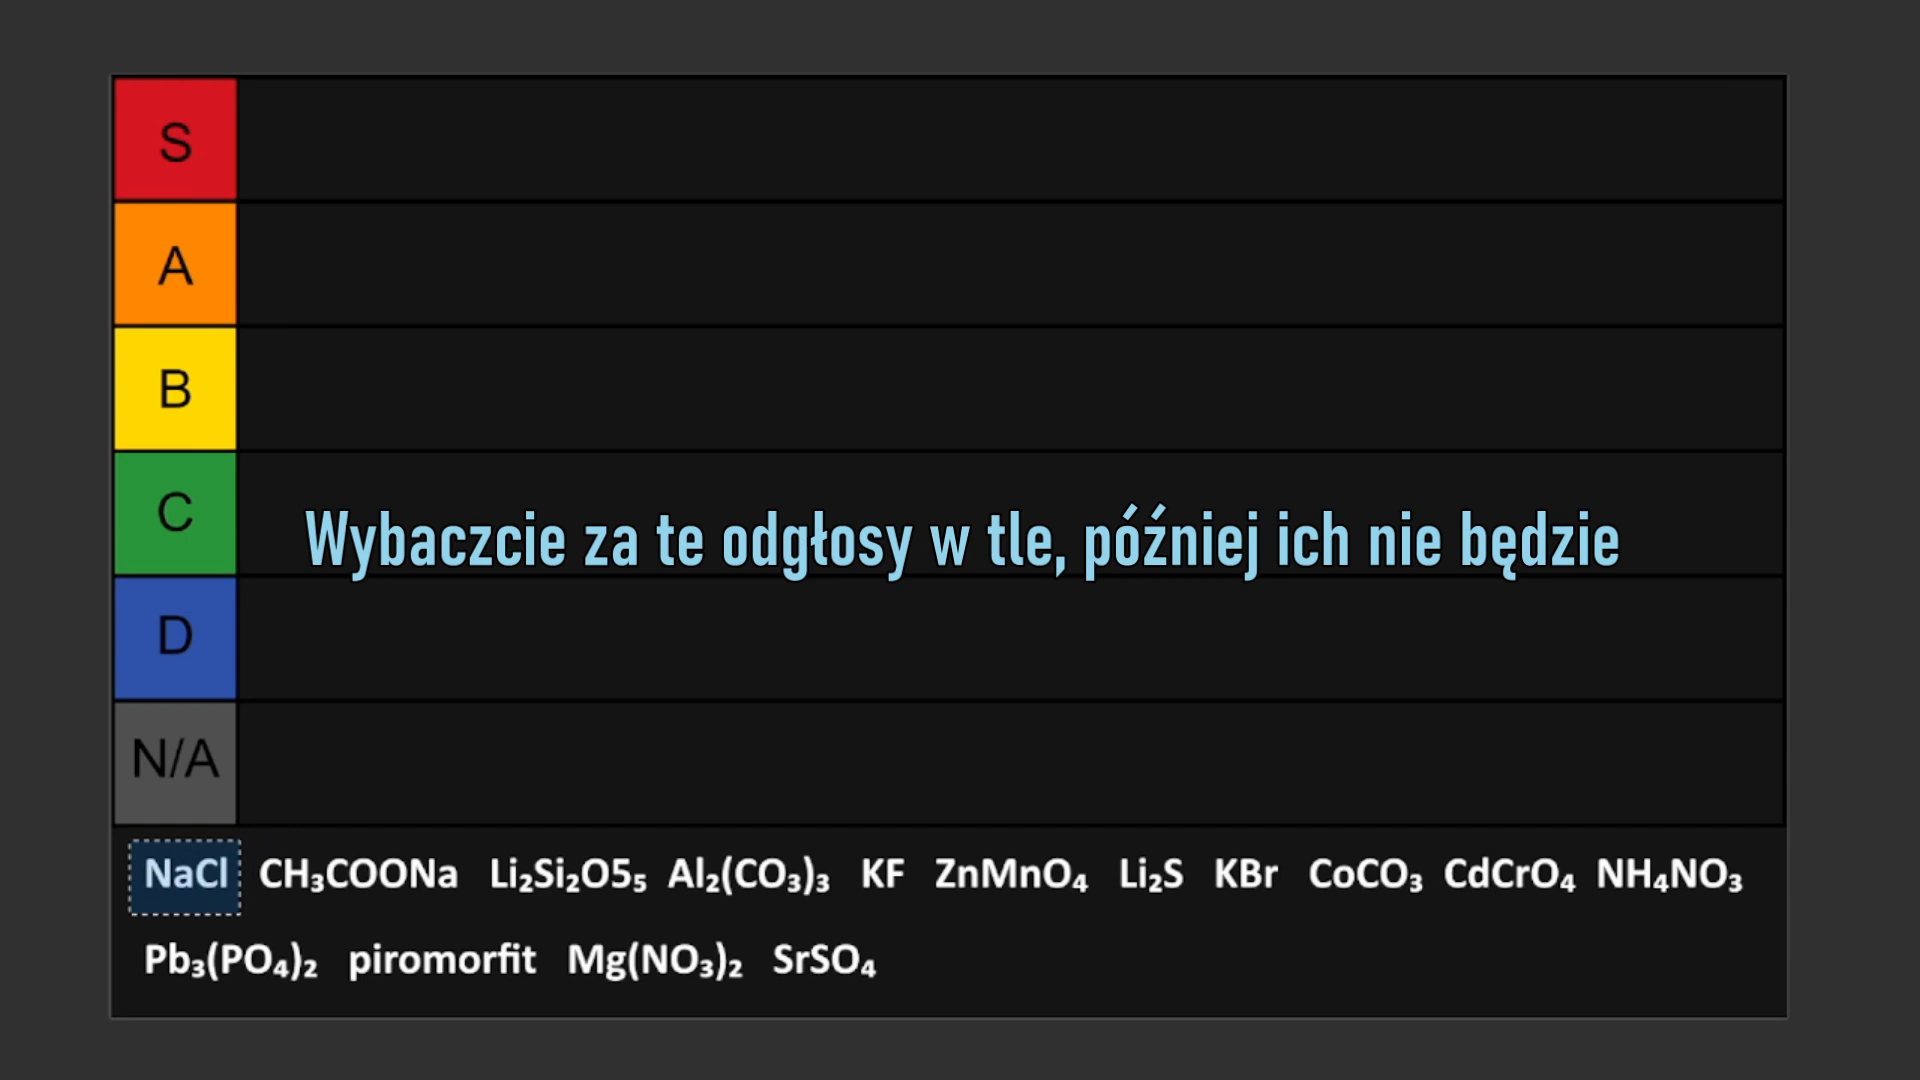 S
A
B
C
Wybaczcie za te odgłosy w tle, później ich nie będzie
D
N/A
NaCl CH₃COONa Li₂Si₂O5₅ Al₂(CO₃)₃ KF ZnMnO₄ Li₂S KBr CoCO₃ CdCrO₄ NH₄NO₃
Pb₃(PO₄)₂ piromorfit Mg(NO₃)₂ SrSO₄